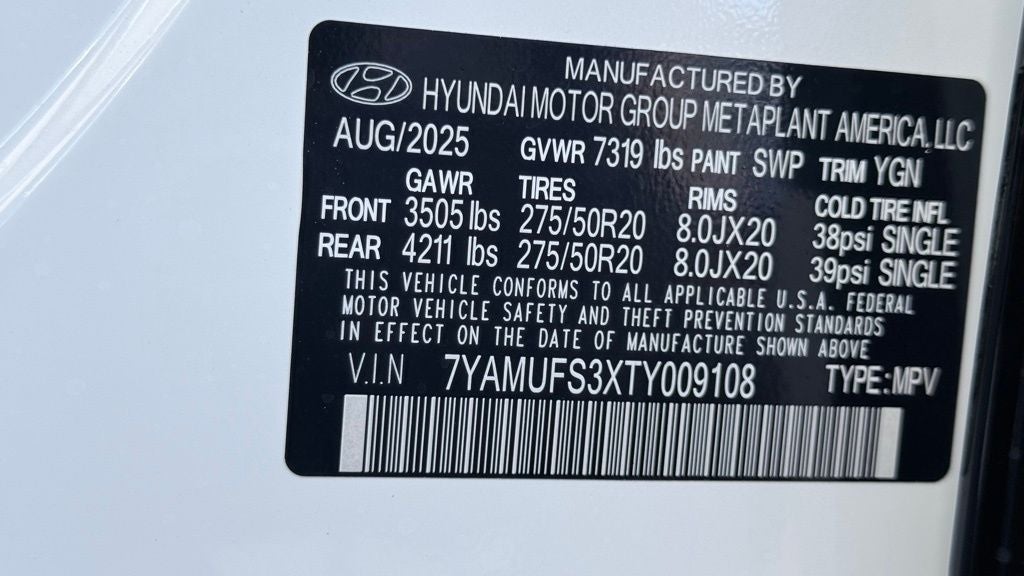 MANUFACTURED BY
HYUNDAI MOTOR GROUP METAPLANT AMERICA, LLC
AUG/2025 GVWR 7319 lbs PAINT SWP TRIM YGN
GAWR TIRES RIMS COLD TIRE INFL
FRONT 3505 lbs 275/50R20 8.0JX20 38psi SINGLE
REAR 4211 lbs 275/50R20 8.0JX20 39psi SINGLE
THIS VEHICLE CONFORMS TO ALL APPLICABLE U.S.A. FEDERAL
MOTOR VEHICLE SAFETY AND THEFT PREVENTION STANDARDS
IN EFFECT ON THE DATE OF MANUFACTURE SHOWN ABOVE
V.I.N 7YAMUFS3XTY009108 TYPE: MPV